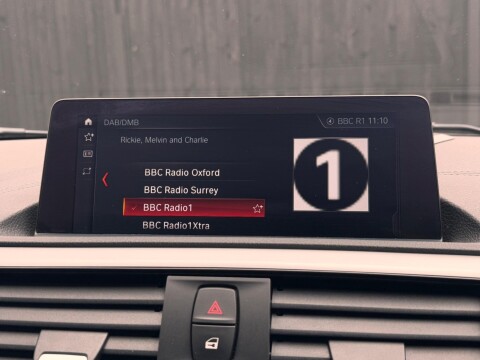 DAB/DMB
BBC R1 11:10
Rickie, Melvin and Charlie
BBC Radio Oxford
BBC Radio Surrey
BBC Radio1
BBC Radio1Xtra
1